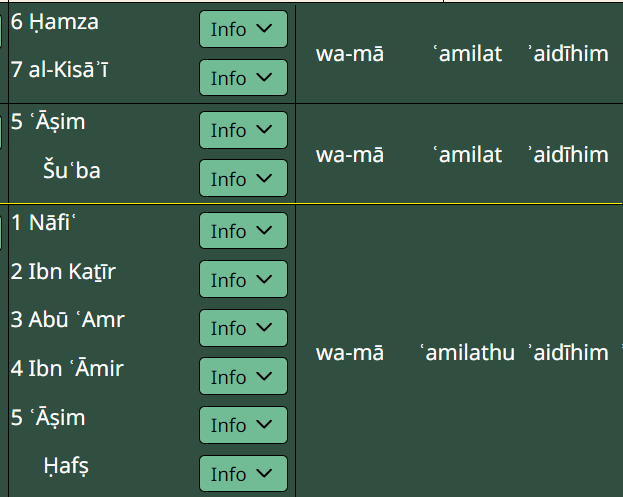 6 Ḥamza Info
7 al-Kisāʾī Info
wa-mā ʿamilat ʾaidīhim
5 ʿĀṣim Info
Šuʿba Info
wa-mā ʿamilat ʾaidīhim
1 Nāfiʿ Info
2 Ibn Kaṯīr Info
3 Abū ʿAmr Info
4 Ibn ʿĀmir Info
5 ʿĀṣim Info
Ḥafṣ Info
wa-mā ʿamilathu ʾaidīhim